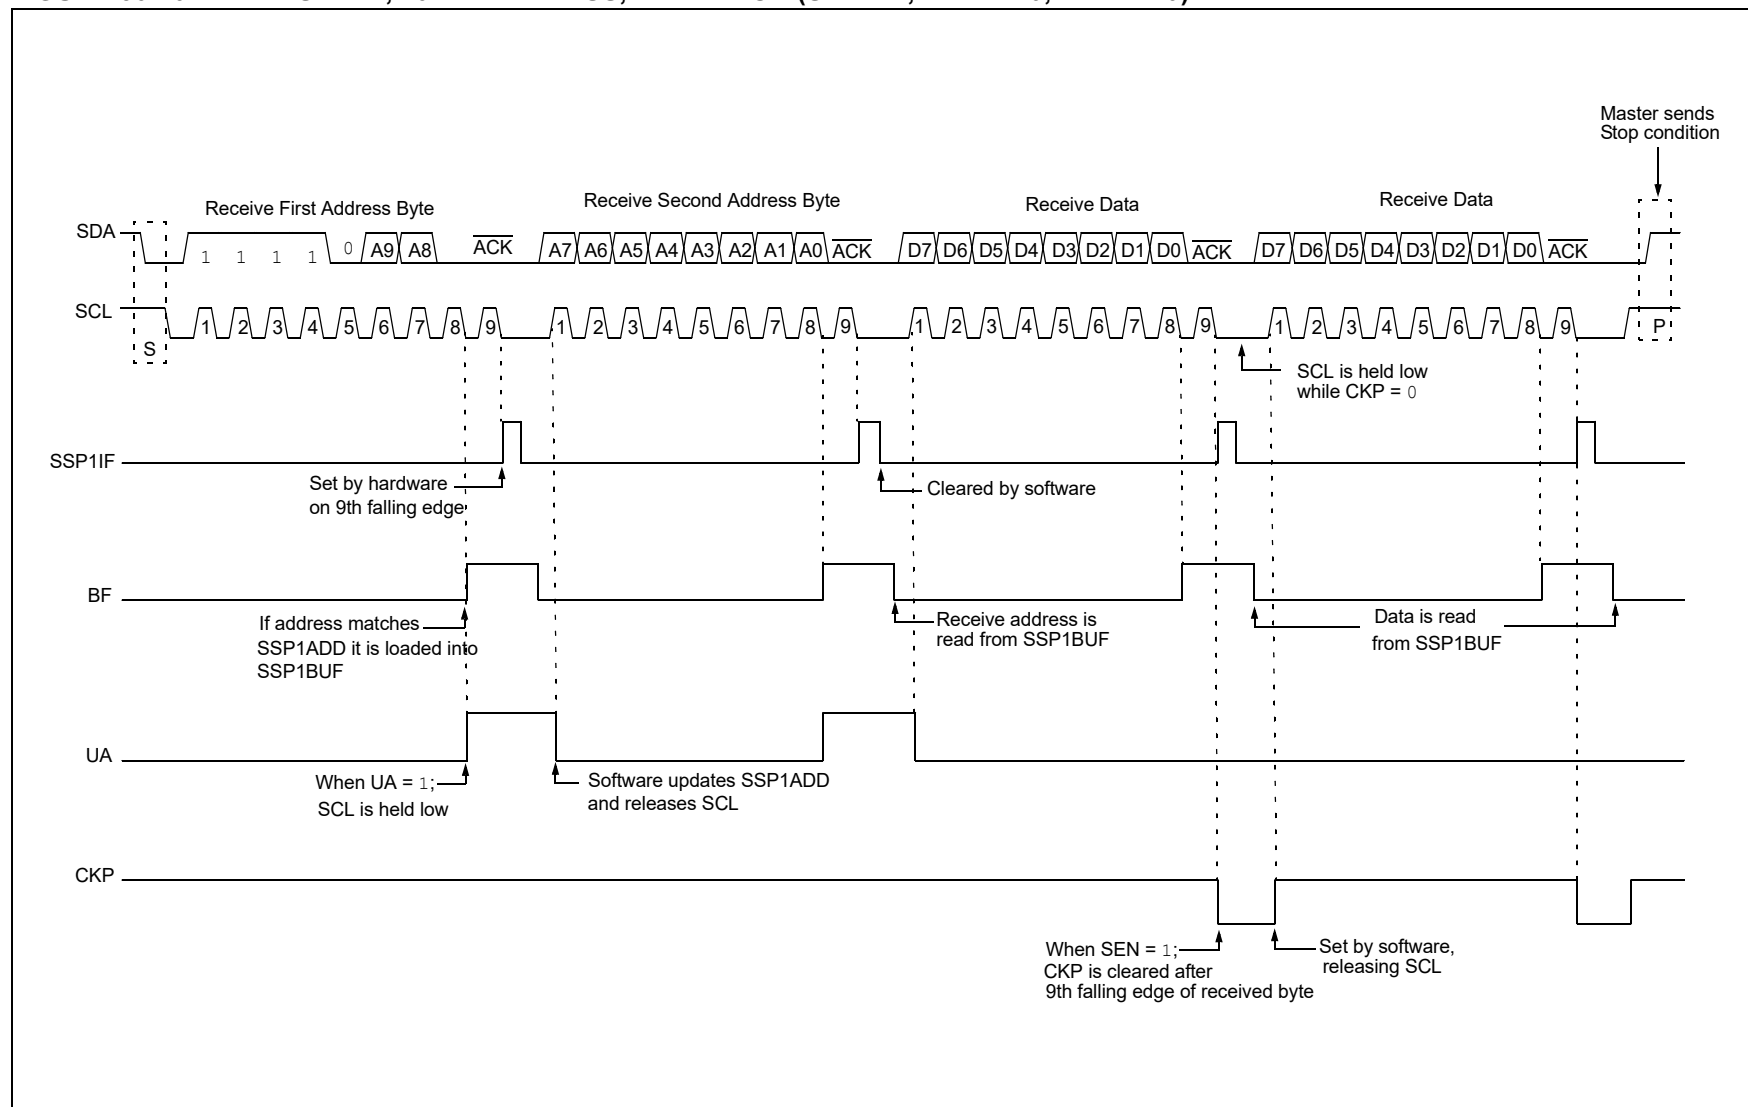 Master sends
Stop condition
Receive First Address Byte
Receive Second Address Byte
Receive Data
Receive Data
SDA
1 1 1 1 0 A9 A8 ACK A7 A6 A5 A4 A3 A2 A1 A0 ACK D7 D6 D5 D4 D3 D2 D1 D0 ACK D7 D6 D5 D4 D3 D2 D1 D0 ACK
SCL
S 1 2 3 4 5 6 7 8 9 1 2 3 4 5 6 7 8 9 1 2 3 4 5 6 7 8 9 1 2 3 4 5 6 7 8 9 P
SCL is held low
while CKP = 0
SSP1IF
Set by hardware
on 9th falling edge
Cleared by software
BF
If address matches
SSP1ADD it is loaded into
SSP1BUF
Receive address is
read from SSP1BUF
Data is read
from SSP1BUF
UA
When UA = 1;
SCL is held low
Software updates SSP1ADD
and releases SCL
CKP
When SEN = 1;
CKP is cleared after
9th falling edge of received byte
Set by software,
releasing SCL